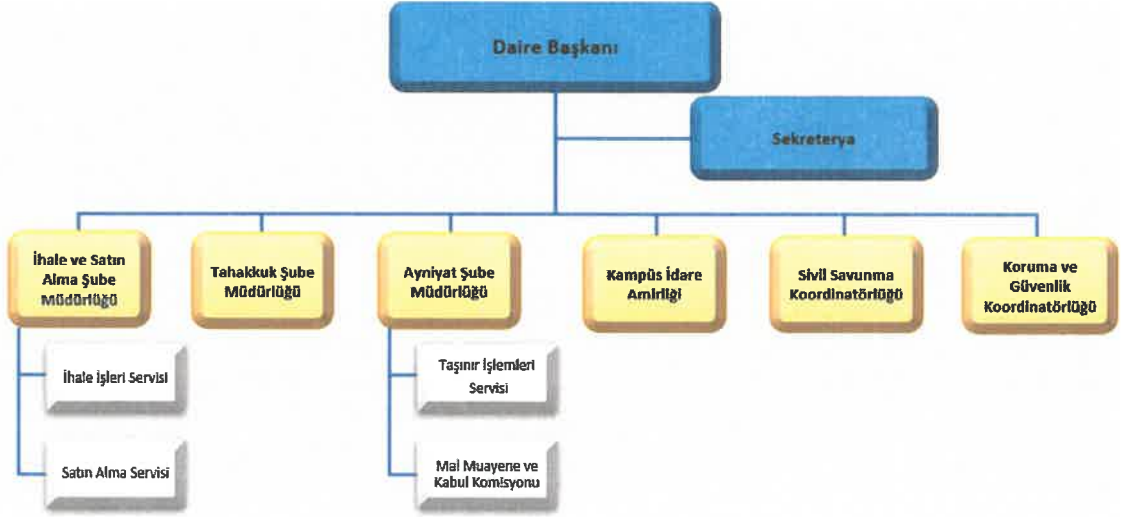 Daire Başkanı
Sekreterya
İhale ve Satın
Alma Şube
Müdürlüğü
Tahakkuk Şube
Müdürlüğü
Ayniyat Şube
Müdürlüğü
Kampüs İdare
Amirliği
Sivil Savunma
Koordinatörlüğü
Koruma ve
Güvenlik
Koordinatörlüğü
İhale İşleri Servisi
Satın Alma Servisi
Taşınır İşlemleri
Servisi
Mal Muayene ve
Kabul Komisyonu